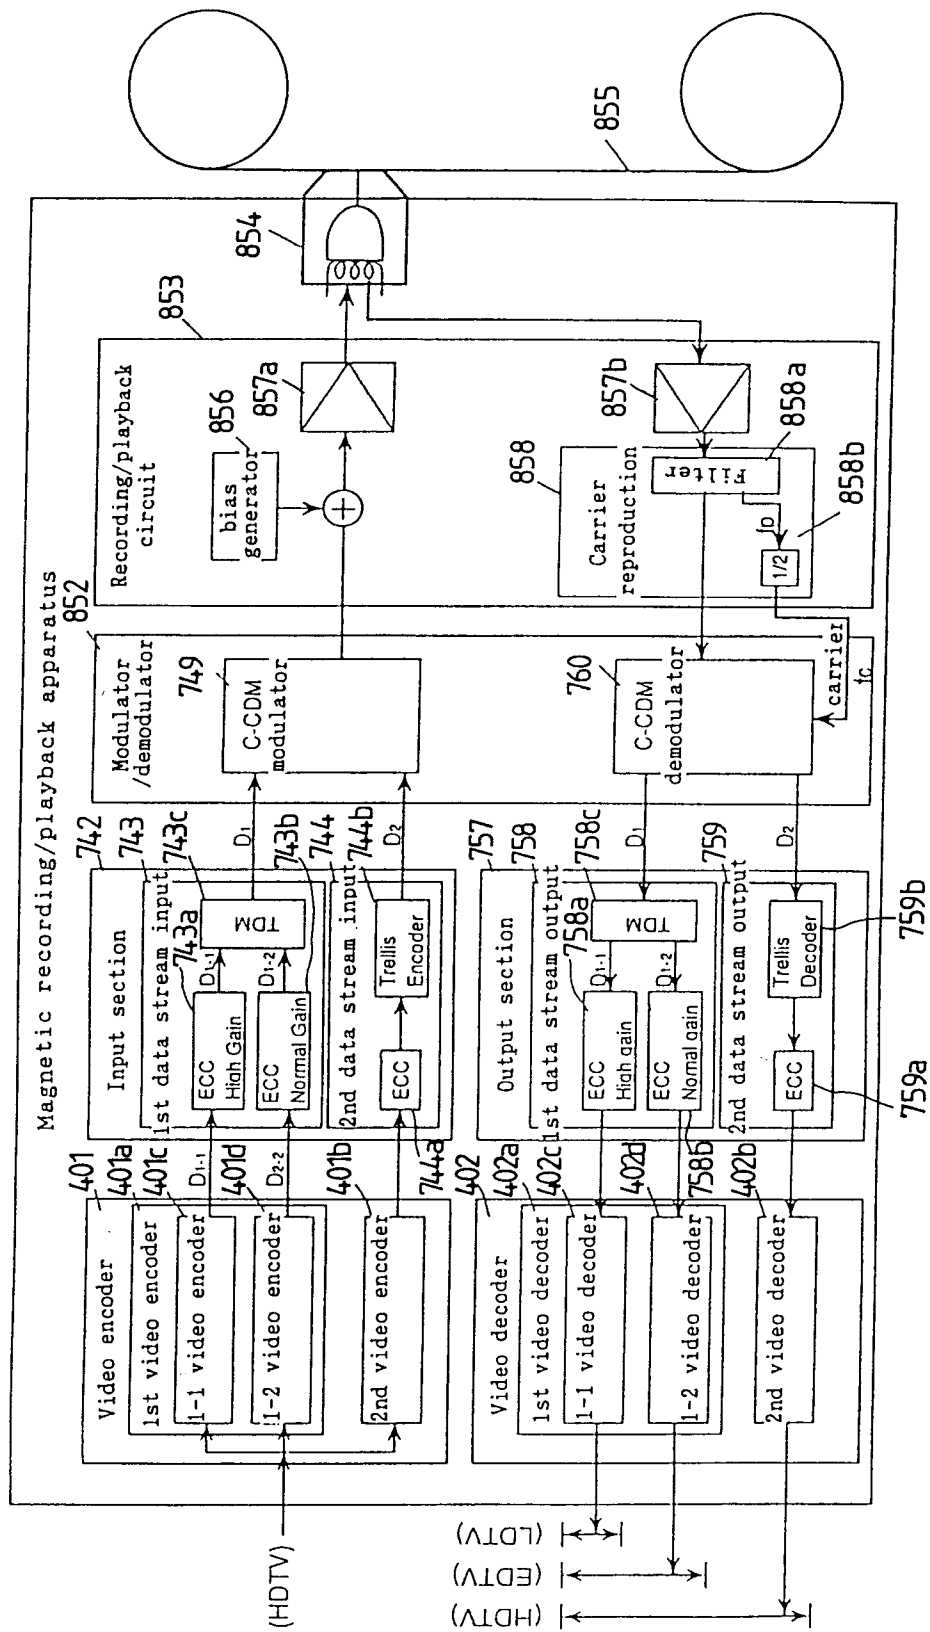 Magnetic recording/playback apparatus
852
853
854
855
Recording/playback
circuit
856
bias
generator
857a
857b
858
Carrier
reproduction
Filter
858a
fo
1/2
858b
carrier
fc
Modulator
/demodulator
749
C-CDM
modulator
760
C-CDM
demodulator
D1
D2
D1
D2
742
Input section
743
1st data stream input
743c
743a
TDM
743b
D1-1
D1-2
ECC
High Gain
ECC
Normal Gain
744
2nd data stream input
744b
Trellis
Encoder
ECC
744a
757
Output section
758
1st data stream output
758c
758a
TDM
D1-1
D1-2
ECC
High gain
ECC
Normal gain
758b
759
2nd data stream output
Trellis
Decoder
759b
ECC
759a
401
Video encoder
401a
1st video encoder
401c
1-1 video encoder
D1-1
401d
1-2 video encoder
D2-2
401b
2nd video encoder
402
Video decoder
402a
1st video decoder
402c
1-1 video decoder
402d
1-2 video decoder
402b
2nd video decoder
(HDTV)
(LDTV)
(EDTV)
(HDTV)